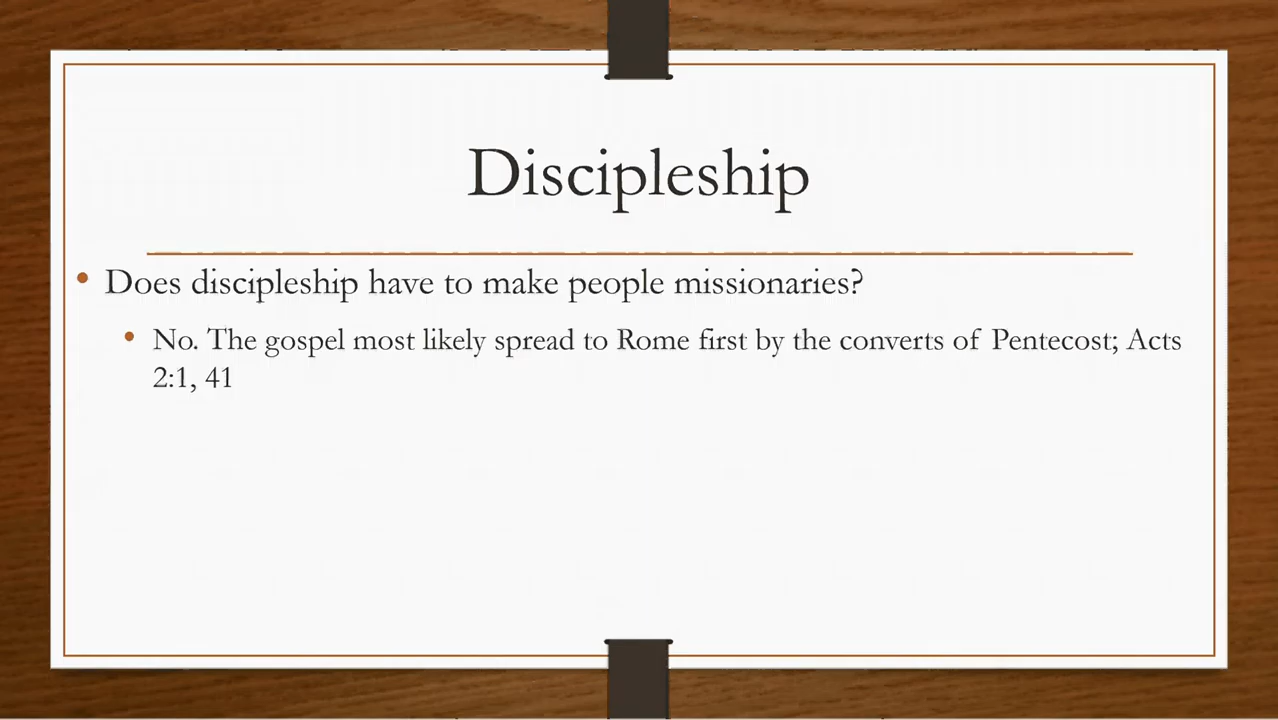 Discipleship
• Does discipleship have to make people missionaries?
• No. The gospel most likely spread to Rome first by the converts of Pentecost; Acts
2:1, 41